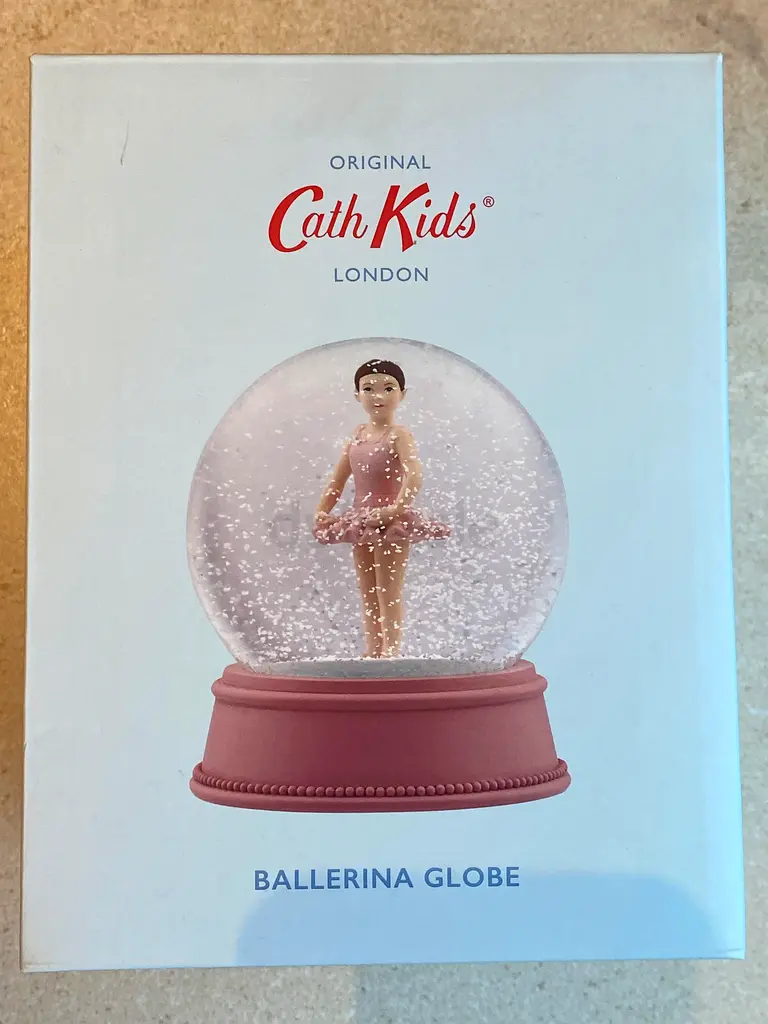 ORIGINAL
Cath Kids®
LONDON
BALLERINA GLOBE